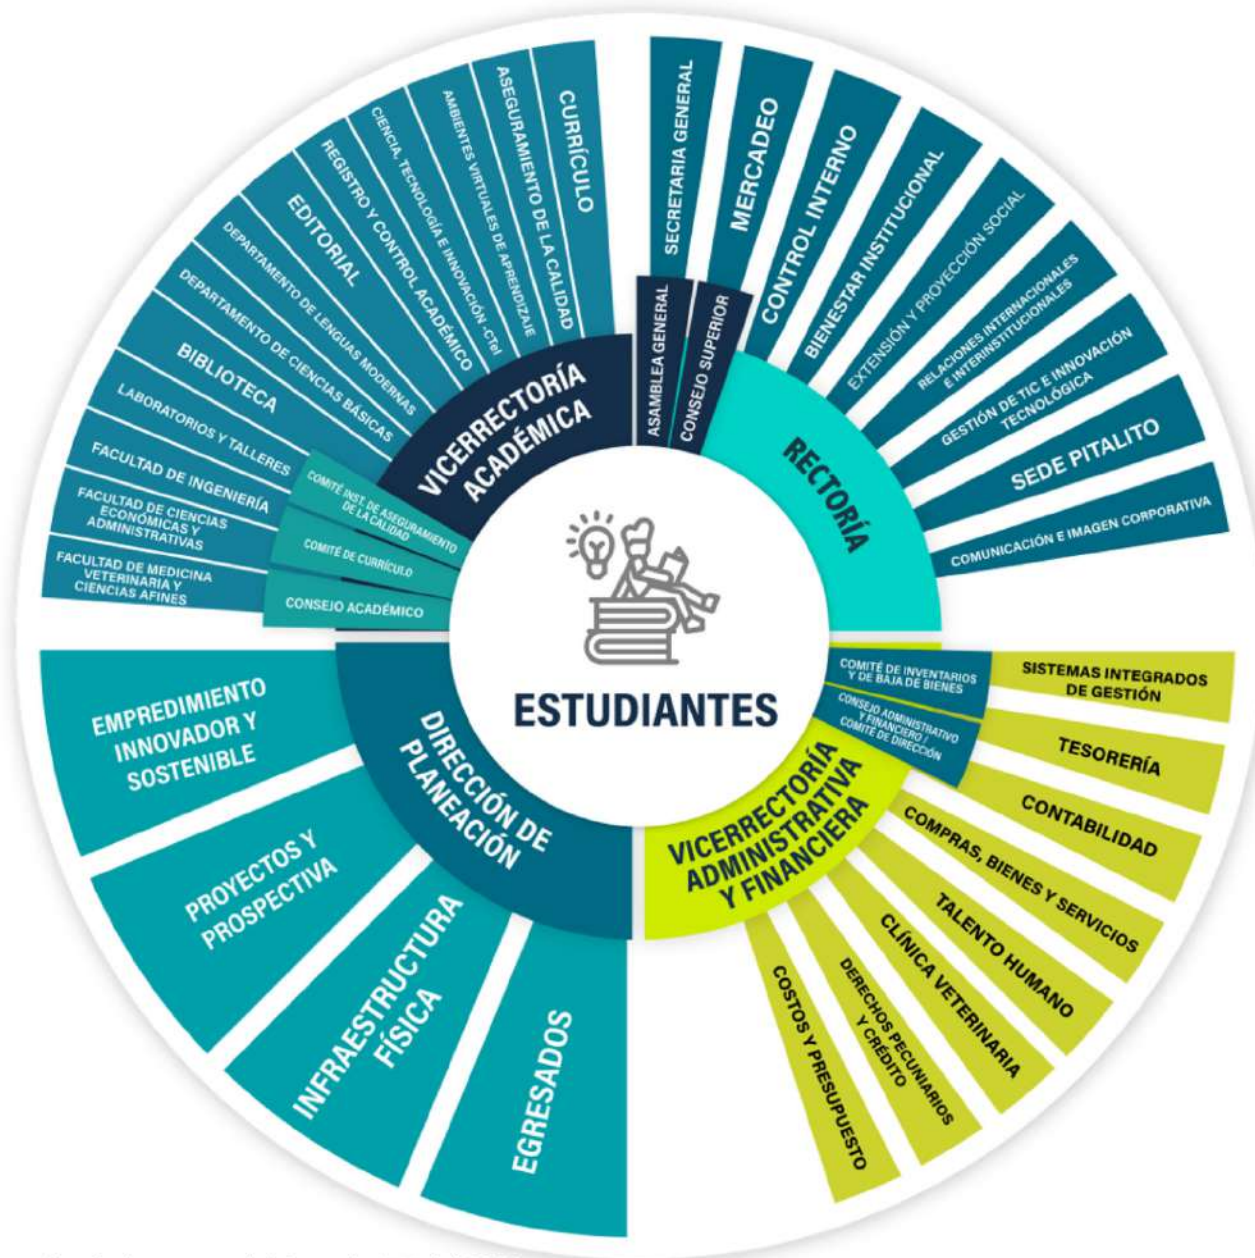 ESTUDIANTES
VICERRECTORÍA
ACADÉMICA
CURRÍCULO
ASEGURAMIENTO DE LA CALIDAD
AMBIENTES VIRTUALES DE APRENDIZAJE
CIENCIA, TECNOLOGÍA E INNOVACIÓN -CTeI
REGISTRO Y CONTROL ACADÉMICO
EDITORIAL
DEPARTAMENTO DE LENGUAS MODERNAS
DEPARTAMENTO DE CIENCIAS BÁSICAS
BIBLIOTECA
LABORATORIOS Y TALLERES
FACULTAD DE INGENIERÍA
FACULTAD DE CIENCIAS
ECONÓMICAS Y
ADMINISTRATIVAS
FACULTAD DE MEDICINA
VETERINARIA Y
CIENCIAS AFINES
COMITÉ INST. DE ASEGURAMIENTO
DE LA CALIDAD
COMITÉ DE CURRÍCULO
CONSEJO ACADÉMICO
ASAMBLEA GENERAL
CONSEJO SUPERIOR
RECTORÍA
SECRETARIA GENERAL
MERCADEO
CONTROL INTERNO
BIENESTAR INSTITUCIONAL
EXTENSIÓN Y PROYECCIÓN SOCIAL
RELACIONES INTERNACIONALES
E INTERINSTITUCIONALES
GESTIÓN DE TIC E INNOVACIÓN
TECNOLÓGICA
SEDE PITALITO
COMUNICACIÓN E IMAGEN CORPORATIVA
COMITÉ DE INVENTARIOS
Y DE BAJA DE BIENES
CONSEJO ADMINISTRATIVO
Y FINANCIERO /
COMITÉ DE DIRECCIÓN
VICERRECTORÍA
ADMINISTRATIVA
Y FINANCIERA
SISTEMAS INTEGRADOS
DE GESTIÓN
TESORERÍA
CONTABILIDAD
COMPRAS, BIENES Y SERVICIOS
TALENTO HUMANO
CLÍNICA VETERINARIA
DERECHOS PECUNIARIOS
Y CRÉDITO
COSTOS Y PRESUPUESTO
DIRECCIÓN DE
PLANEACIÓN
EMPREDIMIENTO
INNOVADOR Y
SOSTENIBLE
PROYECTOS Y
PROSPECTIVA
INFRAESTRUCTURA
FÍSICA
EGRESADOS